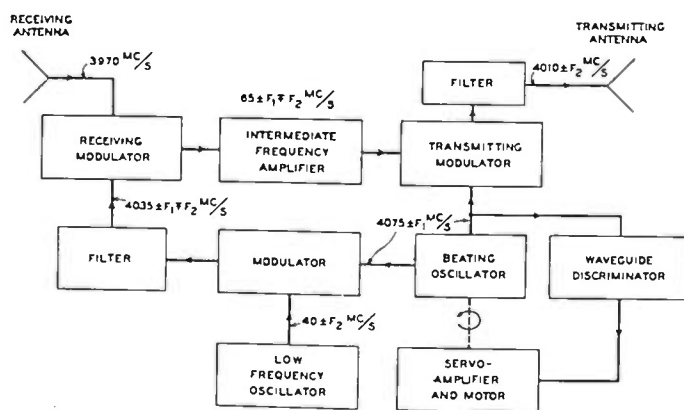 RECEIVING
ANTENNA
TRANSMITTING
ANTENNA
3970 MC/S
4010±F2 MC/S
FILTER
65±F1∓F2 MC/S
RECEIVING
MODULATOR
INTERMEDIATE
FREQUENCY
AMPLIFIER
TRANSMITTING
MODULATOR
4035±F1∓F2 MC/S
4075±F1 MC/S
FILTER
MODULATOR
BEATING
OSCILLATOR
WAVEGUIDE
DISCRIMINATOR
40±F2 MC/S
LOW
FREQUENCY
OSCILLATOR
SERVO-
AMPLIFIER
AND MOTOR